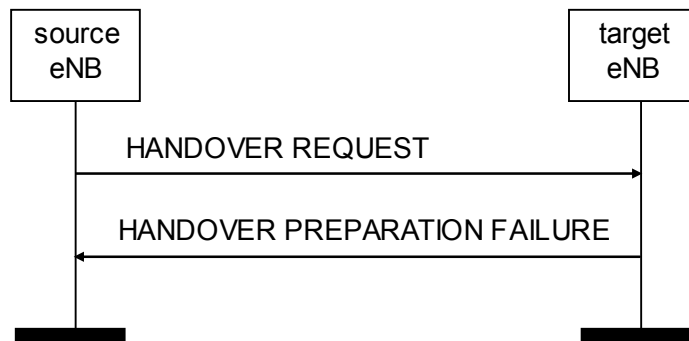 source
eNB
target
eNB
HANDOVER REQUEST
HANDOVER PREPARATION FAILURE